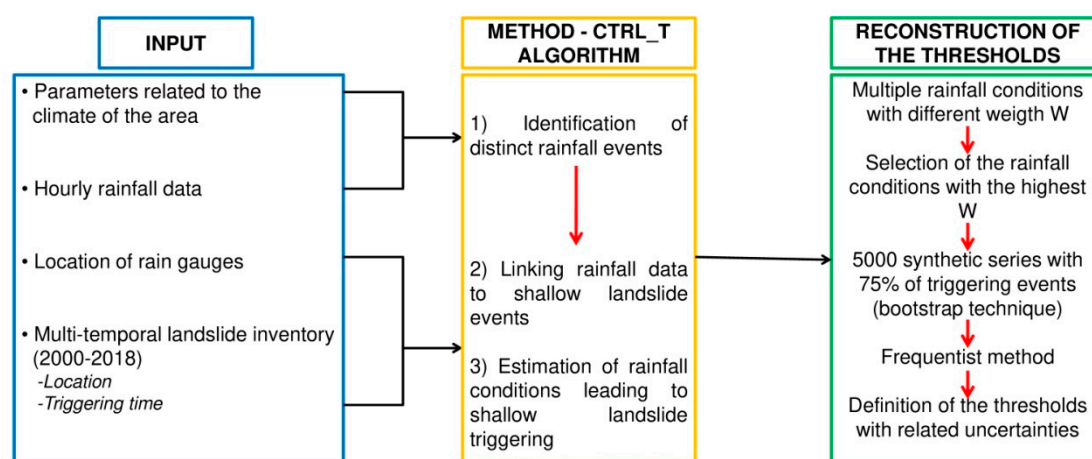 INPUT
• Parameters related to the
climate of the area
• Hourly rainfall data
• Location of rain gauges
• Multi-temporal landslide inventory
(2000-2018)
-Location
-Triggering time
METHOD - CTRL_T
ALGORITHM
1) Identification of
distinct rainfall events
2) Linking rainfall data
to shallow landslide
events
3) Estimation of rainfall
conditions leading to
shallow landslide
triggering
RECONSTRUCTION OF
THE THRESHOLDS
Multiple rainfall conditions
with different weigth W
Selection of the rainfall
conditions with the highest
W
5000 synthetic series with
75% of triggering events
(bootstrap technique)
Frequentist method
Definition of the thresholds
with related uncertainties